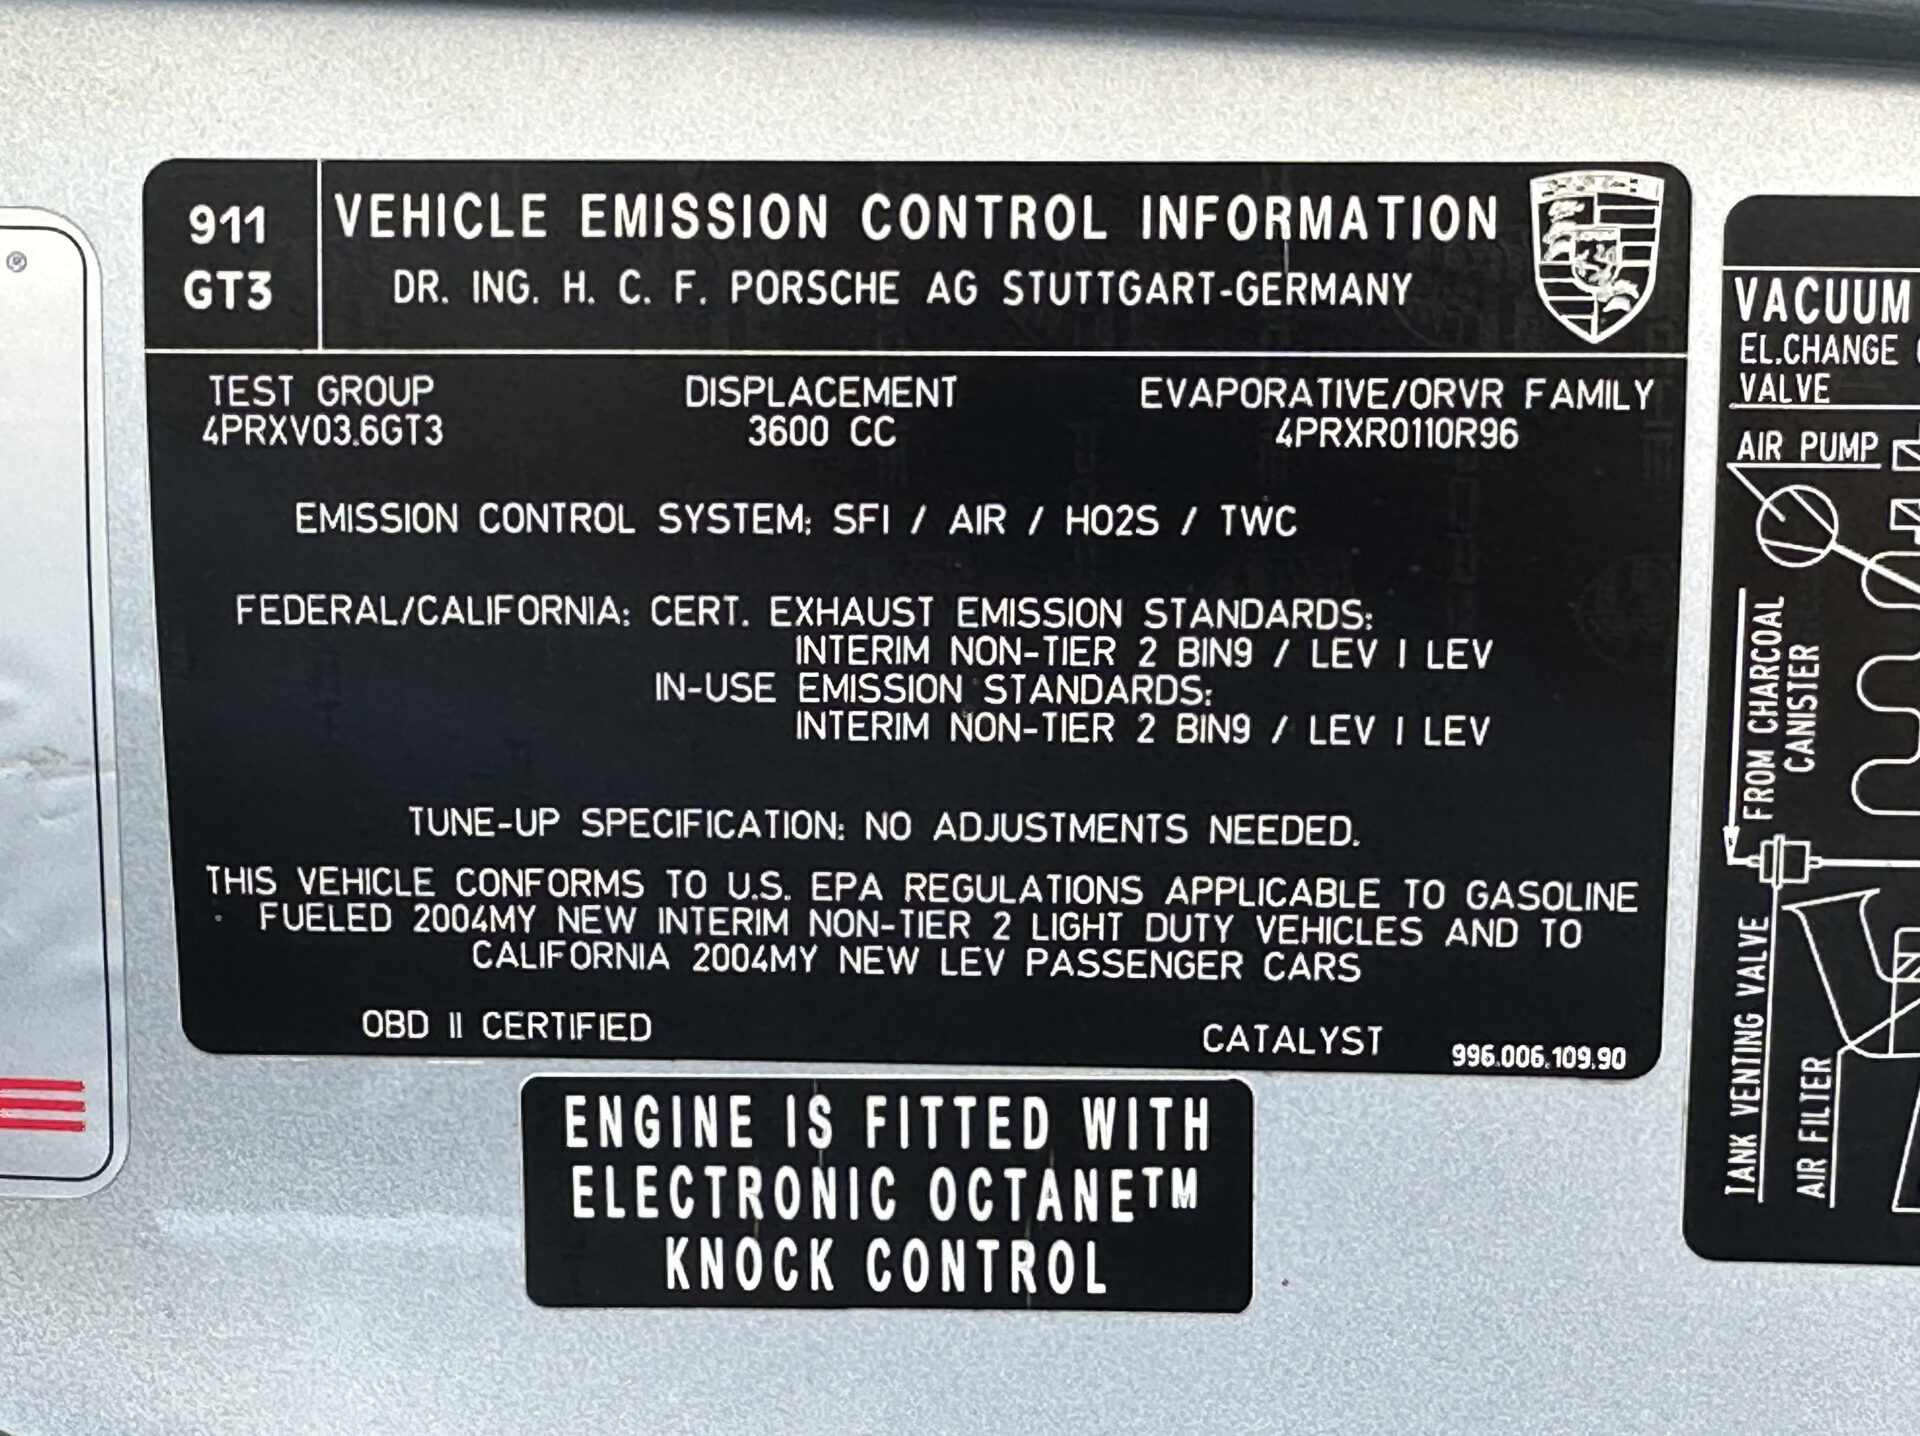 911
GT3
VEHICLE EMISSION CONTROL INFORMATION
DR. ING. H. C. F. PORSCHE AG STUTTGART-GERMANY
TEST GROUP
4PRXV03.6GT3
DISPLACEMENT
3600 CC
EVAPORATIVE/ORVR FAMILY
4PRXR0110R96
EMISSION CONTROL SYSTEM: SFI / AIR / HO2S / TWC
FEDERAL/CALIFORNIA: CERT. EXHAUST EMISSION STANDARDS:
INTERIM NON-TIER 2 BIN9 / LEV I LEV
IN-USE EMISSION STANDARDS:
INTERIM NON-TIER 2 BIN9 / LEV I LEV
TUNE-UP SPECIFICATION: NO ADJUSTMENTS NEEDED.
THIS VEHICLE CONFORMS TO U.S. EPA REGULATIONS APPLICABLE TO GASOLINE
FUELED 2004MY NEW INTERIM NON-TIER 2 LIGHT DUTY VEHICLES AND TO
CALIFORNIA 2004MY NEW LEV PASSENGER CARS
OBD II CERTIFIED
CATALYST
996.006.109.90
ENGINE IS FITTED WITH
ELECTRONIC OCTANE™
KNOCK CONTROL
VACUUM
EL.CHANGE
VALVE
AIR PUMP
FROM CHARCOAL
CANISTER
TANK VENTING VALVE
AIR FILTER